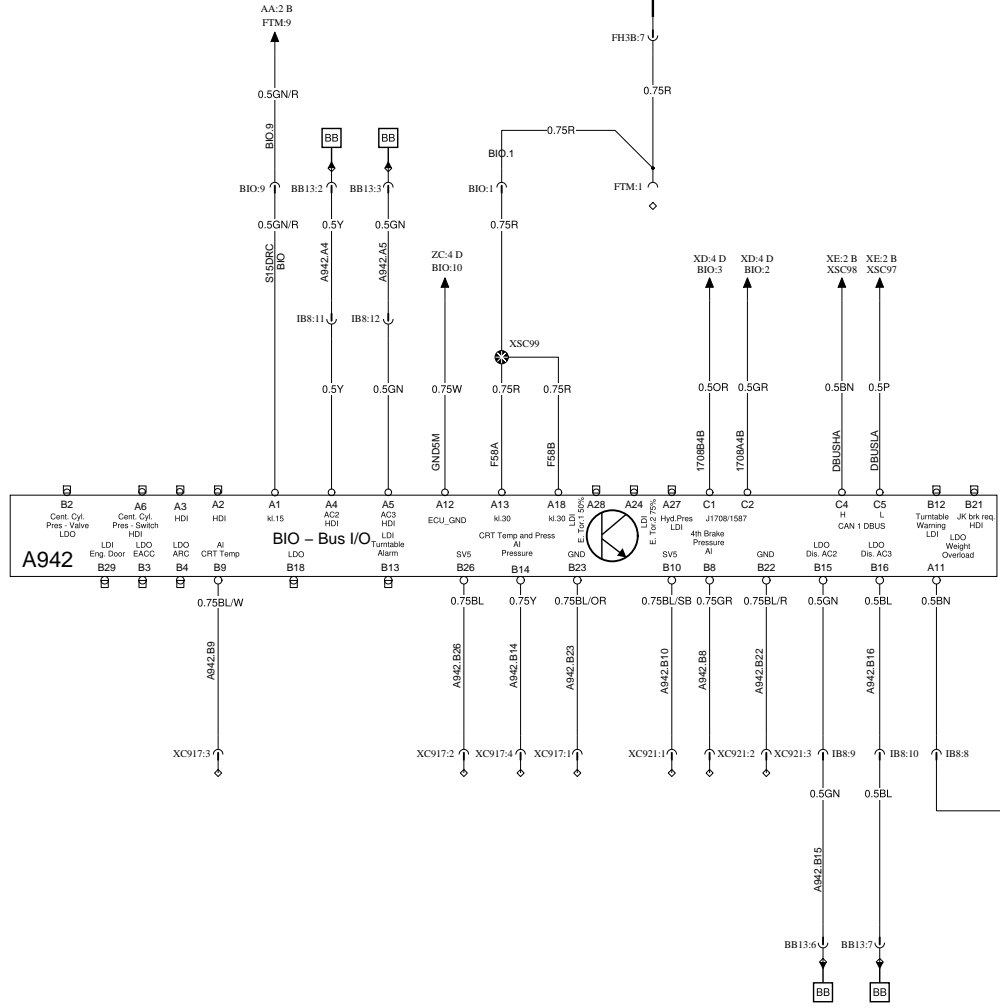 AA:2 B
FTM:9
FH3B:7
0.5GN/R
0.75R
BIO.9
BB
BB
0.75R
BIO.1
BIO:9
BB13:2
BB13:3
BIO:1
FTM:1
0.5GN/R
0.5Y
0.5GN
0.75R
S15DRC
BIO
A942.A4
A942.A5
ZC:4 D
BIO:10
XD:4 D
BIO:3
XD:4 D
BIO:2
XE:2 B
XSC98
XE:2 B
XSC97
IB8:11
IB8:12
XSC99
0.5Y
0.5GN
0.75W
0.75R
0.75R
0.5OR
0.5GR
0.5BN
0.5P
GND5M
F58A
F58B
1708B4B
1708A4B
DBUSHA
DBUSLA
B2
A6
A3
A2
A1
A4
A5
A12
A13
A18
A28
A24
A27
C1
C2
C4
C5
B12
B21
Cent. Cyl.
Pres - Valve
LDO
Cent. Cyl.
Pres - Switch
HDI
HDI
HDI
kl.15
AC2
HDI
AC3
HDI
ECU_GND
kl.30
kl.30
LDI
E. Tor.1 50%
LDI
E. Tor.2 75%
Hyd.Pres
LDI
J1708/1587
H
L
CAN 1 DBUS
Turntable
Warning
LDI
JK brk req.
HDI
A942
BIO – Bus I/O
LDI
Eng. Door
LDO
EACC
LDO
ARC
AI
CRT Temp
LDO
LDI
Turntable
Alarm
5V5
CRT Temp and Press
AI
Pressure
GND
5V5
4th Brake
Pressure
AI
GND
LDO
Dis. AC2
LDO
Dis. AC3
LDO
Weight
Overload
B29
B3
B4
B9
B18
B13
B26
B14
B23
B10
B8
B22
B15
B16
A11
0.75BL/W
0.75BL
0.75Y
0.75BL/OR
0.75BL/SB
0.75GR
0.75BL/R
0.5GN
0.5BL
0.5BN
A942.B9
A942.B26
A942.B14
A942.B23
A942.B10
A942.B8
A942.B22
A942.B16
XC917:3
XC917:2
XC917:4
XC917:1
XC921:1
XC921:2
XC921:3
IB8:9
IB8:10
IB8:8
0.5GN
0.5BL
A942.B15
BB13:6
BB13:7
BB
BB